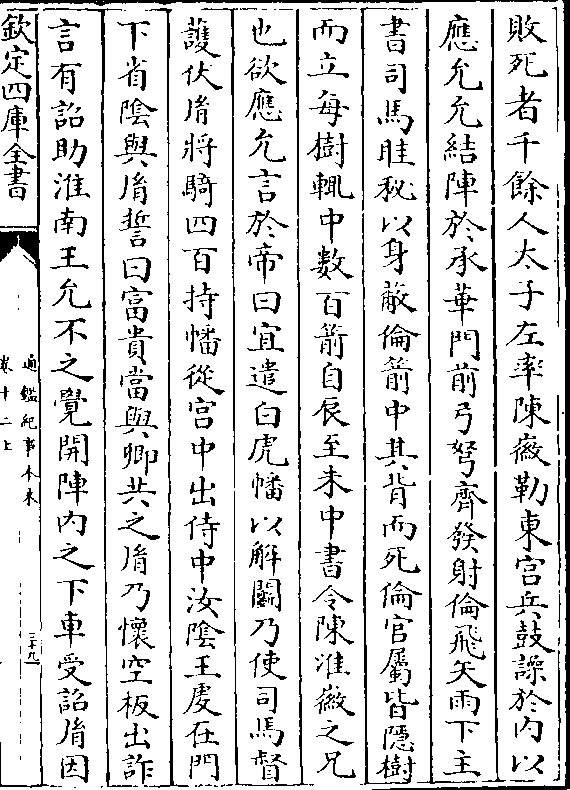 敗死者千餘人太子左率陳徽勒東宮兵鼓譟於内以
應允允結陣於承華門前弓弩齊發射倫飛矢雨下主
書司馬眭秘以身蔽倫箭中其背而死倫官屬皆隱樹
而立每樹輒中數百箭自辰至未中書令陳淮徽之兄
也欲應允言於帝曰宜遣白虎幡以解鬭乃使司馬督
護伏胤將騎四百持幡從宮中出侍中汝陰王虔在門
下省陰與胤誓曰富貴當與卿共之胤乃懷空板出詐
言有詔助淮南王允不之覺開陣内之下車受詔胤因
欽定四庫全書
通鑑紀事本末
卷十二上
三十九